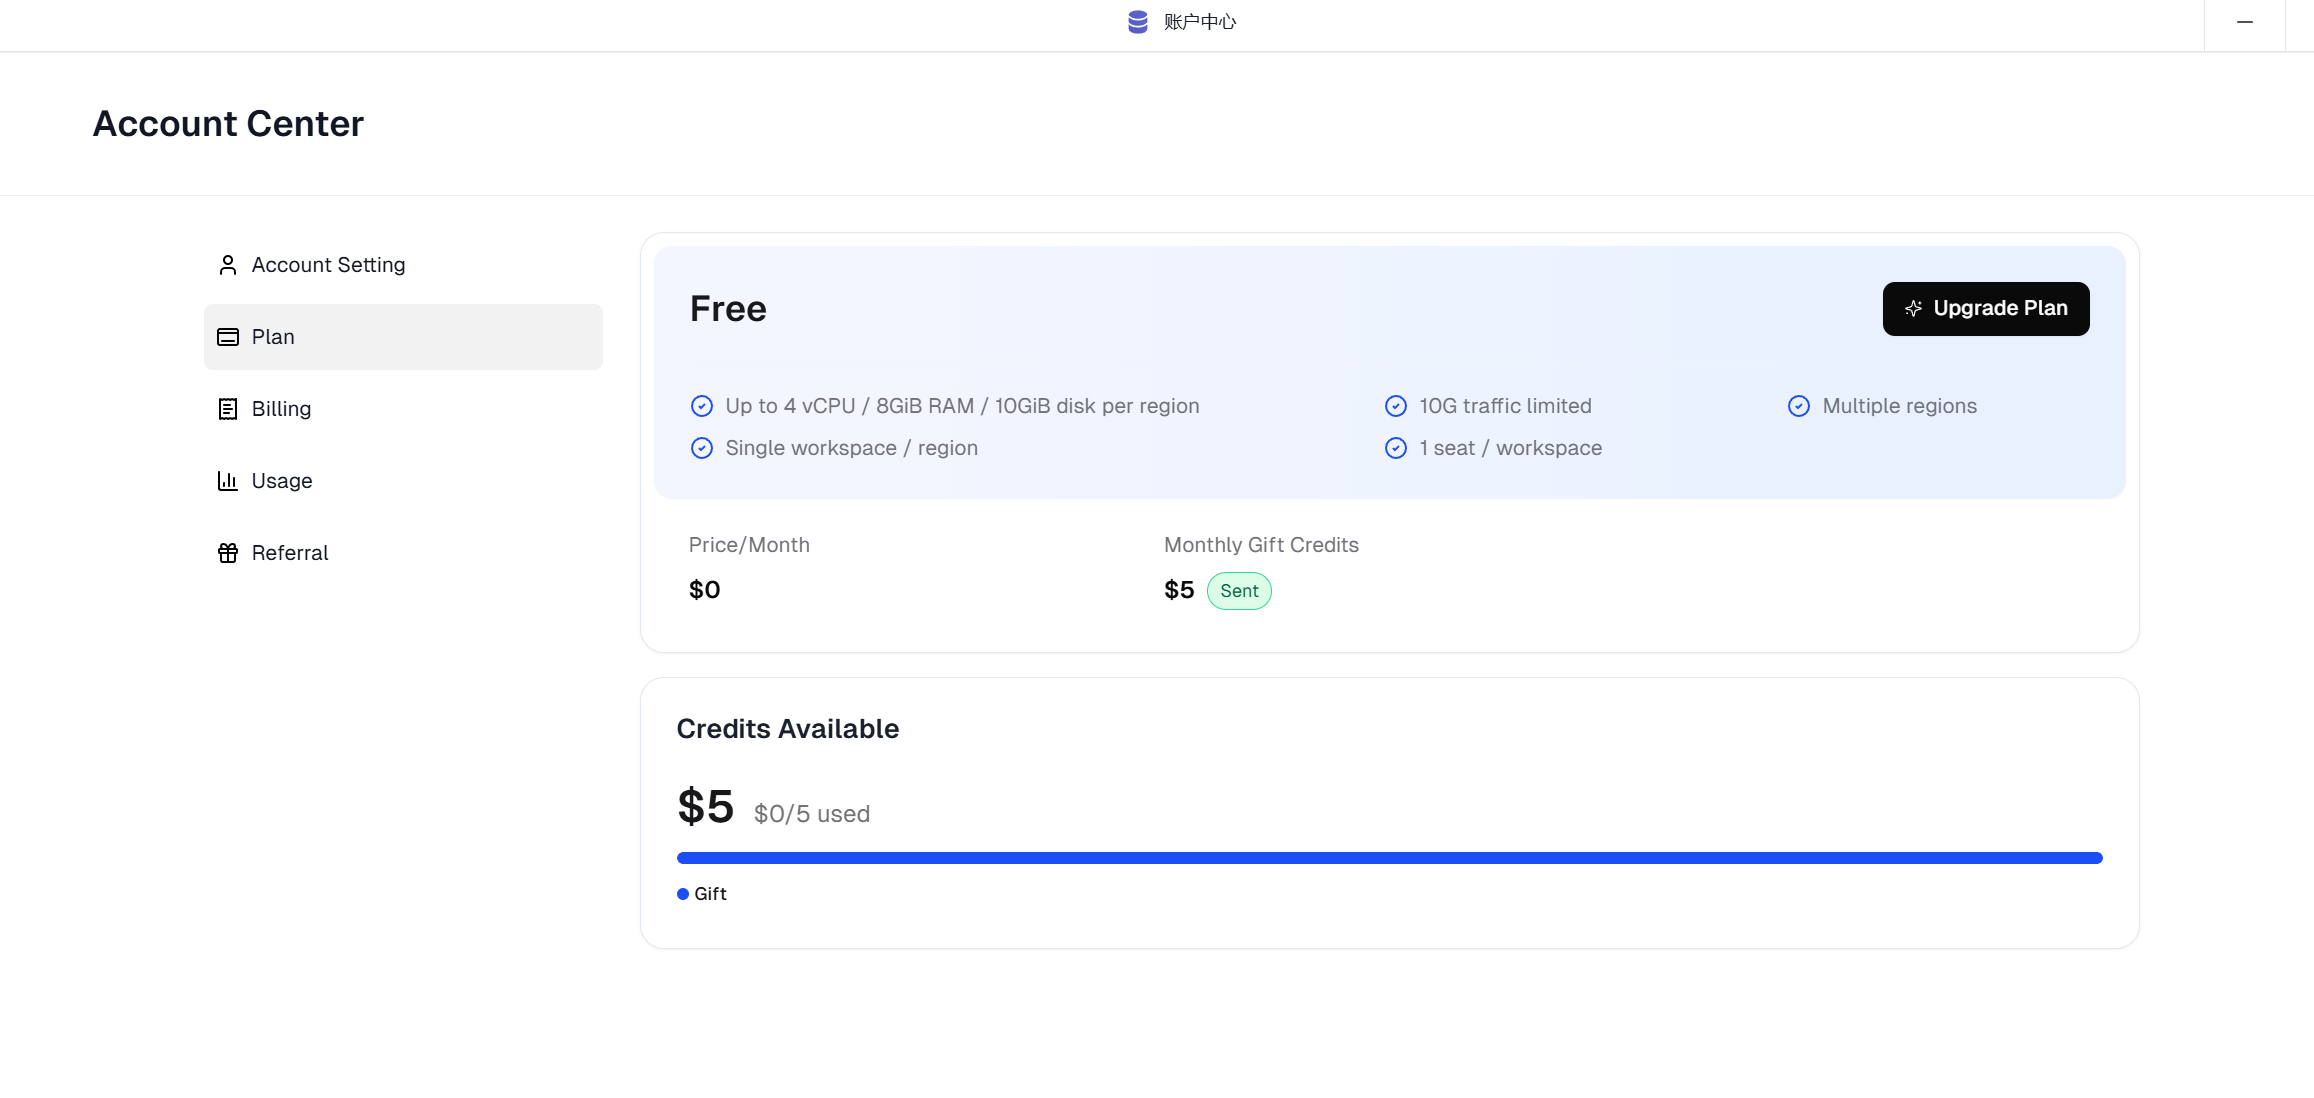 账户中心
Account Center
Account Setting
Plan
Billing
Usage
Referral
Free
Upgrade Plan
Up to 4 vCPU / 8GiB RAM / 10GiB disk per region
10G traffic limited
Multiple regions
Single workspace / region
1 seat / workspace
Price/Month
Monthly Gift Credits
$0
$5 Sent
Credits Available
$5 $0/5 used
Gift